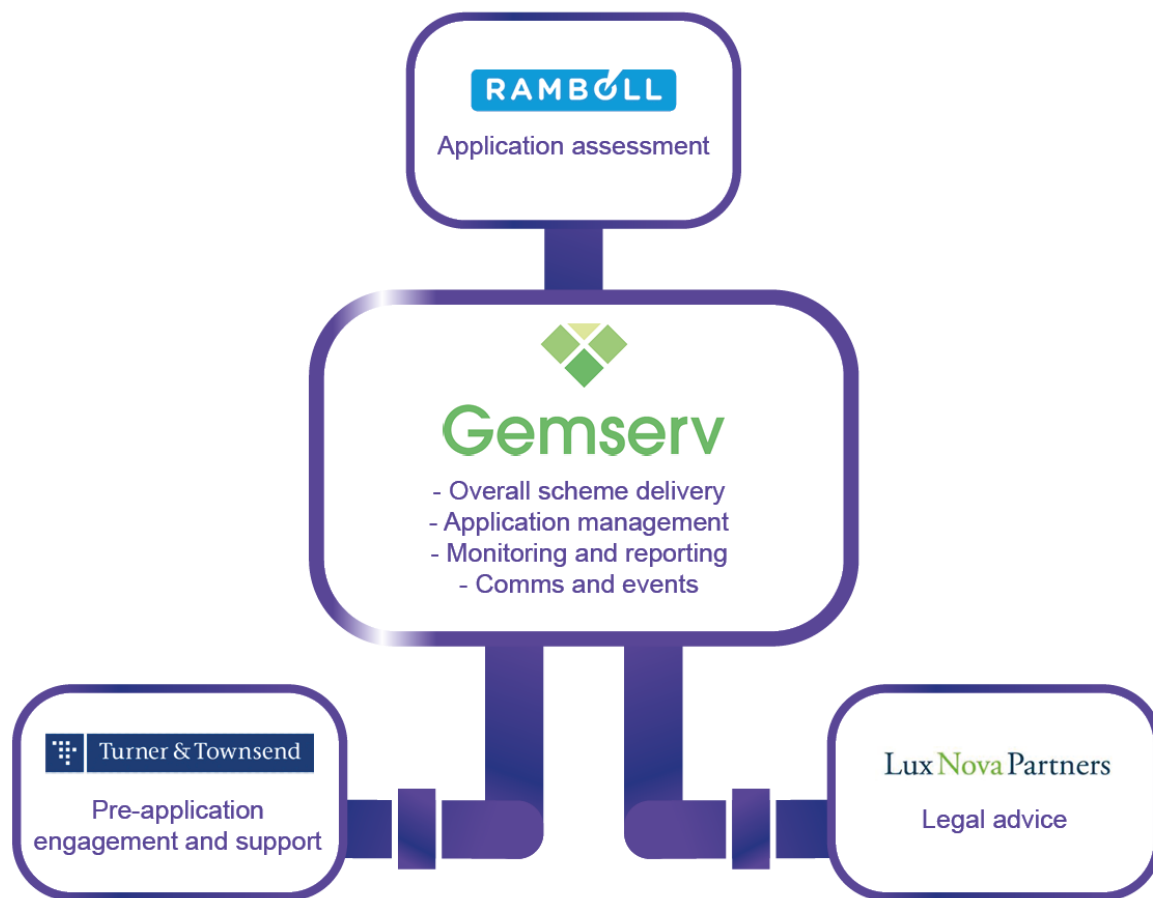 RAMBOLL
Application assessment
Gemserv
- Overall scheme delivery
- Application management
- Monitoring and reporting
- Comms and events
Turner & Townsend
Pre-application
engagement and support
Lux Nova Partners
Legal advice